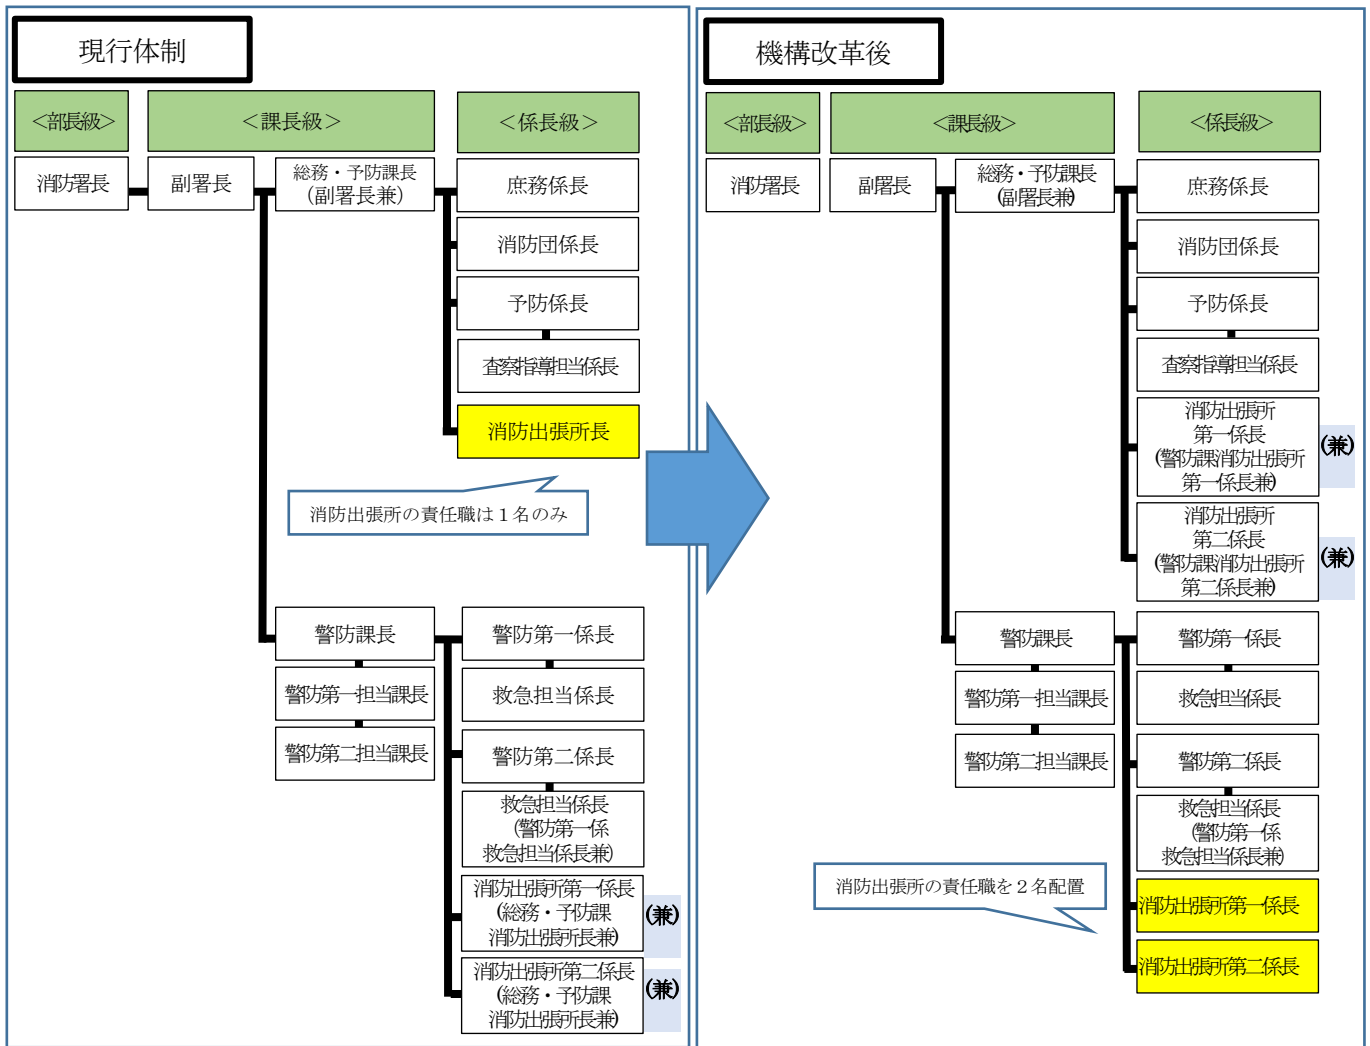 現行体制
＜部長級＞
＜課長級＞
＜係長級＞
消防署長
副署長
総務・予防課長
（副署長兼）
庶務係長
消防団係長
予防係長
査察指導担当係長
消防出張所長
消防出張所の責任職は１名のみ
警防課長
警防第一担当課長
警防第二担当課長
警防第一係長
救急担当係長
警防第二係長
救急担当係長
(警防第一係
救急担当係長兼)
消防出張所第一係長
(総務・予防課
消防出張所長兼)
(兼)
消防出張所第二係長
(総務・予防課
消防出張所長兼)
(兼)
機構改革後
＜部長級＞
＜課長級＞
＜係長級＞
消防署長
副署長
総務・予防課長
(副署長兼)
庶務係長
消防団係長
予防係長
査察指導担当係長
消防出張所
第一係長
(警防課消防出張所
第一係長兼)
(兼)
消防出張所
第二係長
(警防課消防出張所
第二係長兼)
(兼)
警防課長
警防第一担当課長
警防第二担当課長
警防第一係長
救急担当係長
警防第二係長
救急担当係長
(警防第一係
救急担当係長兼)
消防出張所の責任職を２名配置
消防出張所第一係長
消防出張所第二係長